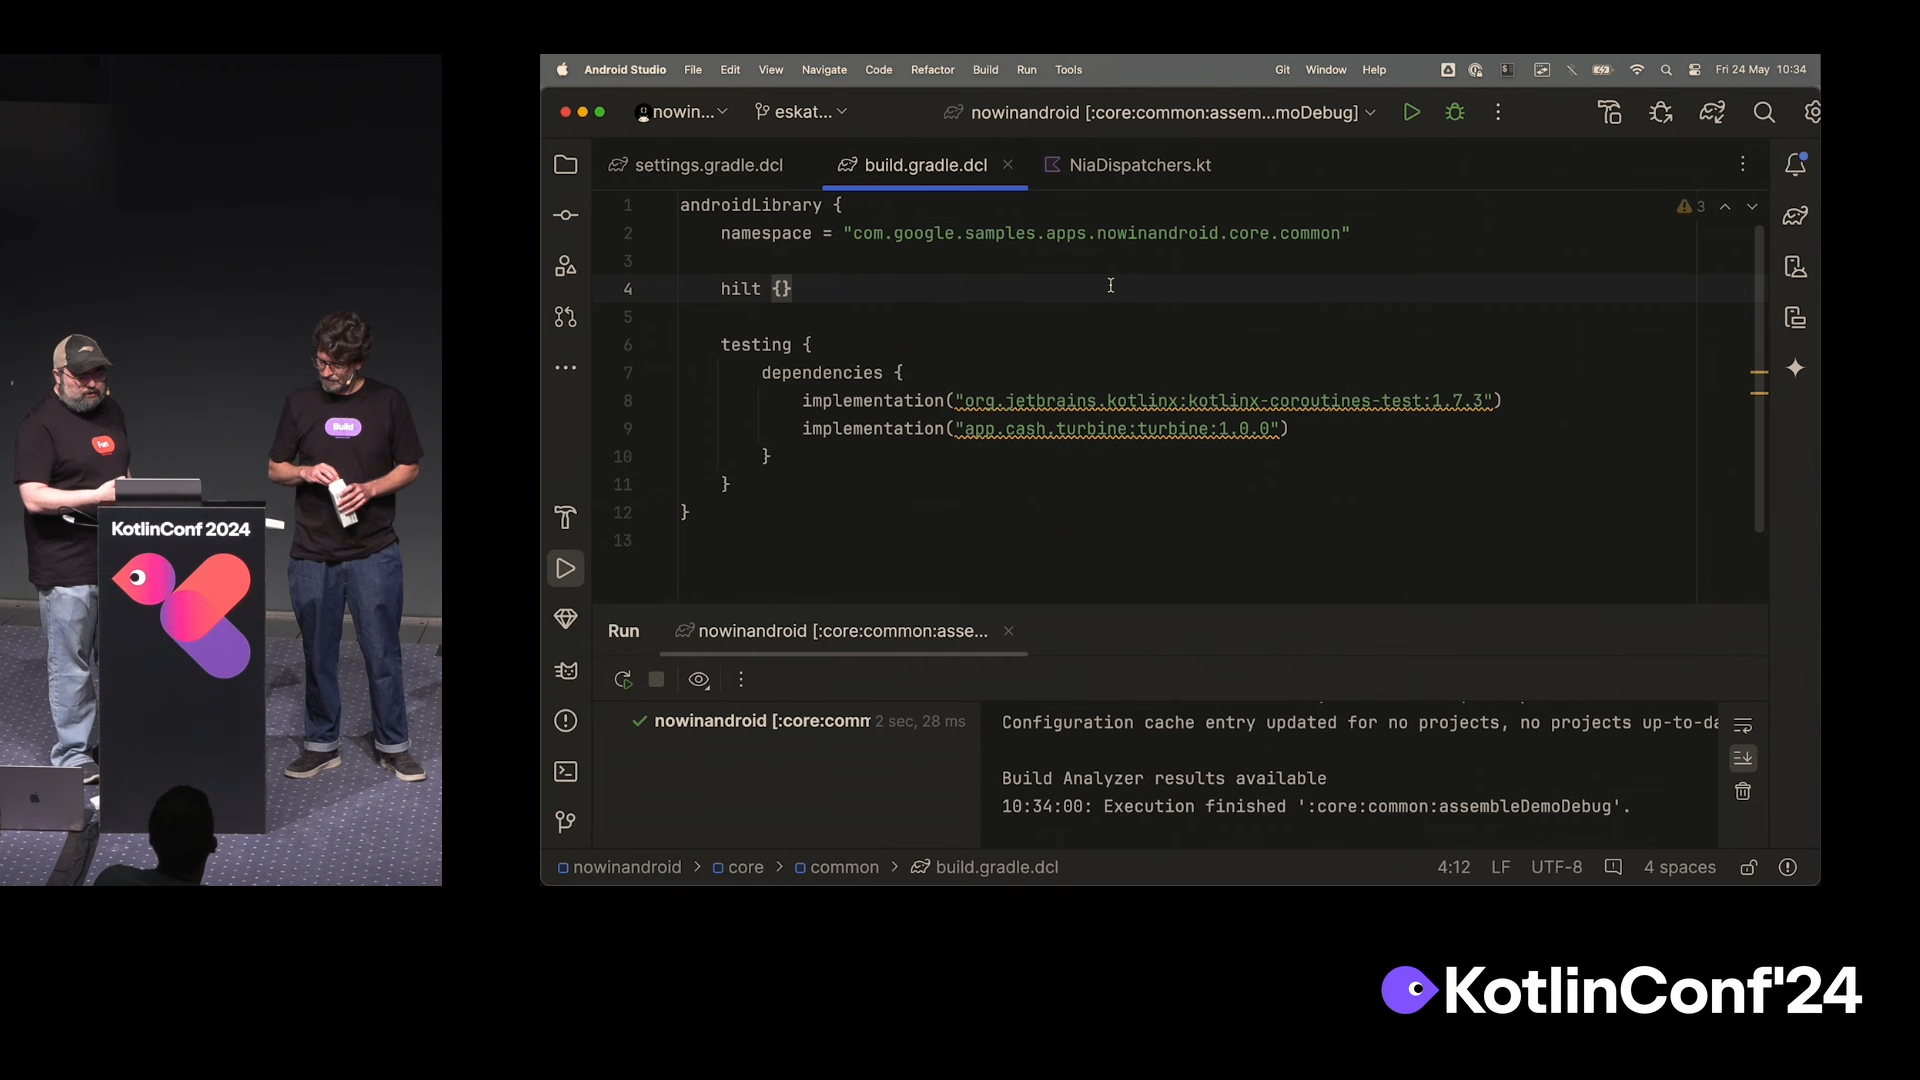 Android Studio File Edit View Navigate Code Refactor Build Run Tools Git Window Help Fri 24 May 10:34
nowin... eskat... nowinandroid [:core:common:assem...moDebug]
settings.gradle.dcl build.gradle.dcl NiaDispatchers.kt
1 androidLibrary { 3
2 namespace = "com.google.samples.apps.nowinandroid.core.common"
3
4 hilt {}
5
6 testing {
7 dependencies {
8 implementation("org.jetbrains.kotlinx:kotlinx-coroutines-test:1.7.3")
9 implementation("app.cash.turbine:turbine:1.0.0")
10 }
11 }
12 }
13
Run nowinandroid [:core:common:asse...
nowinandroid [:core:comm 2 sec, 28 ms
Configuration cache entry updated for no projects, no projects up-to-da
Build Analyzer results available
10:34:00: Execution finished ':core:common:assembleDemoDebug'.
nowinandroid > core > common > build.gradle.dcl 4:12 LF UTF-8 4 spaces
Fun
Build
KotlinConf 2024
KotlinConf'24